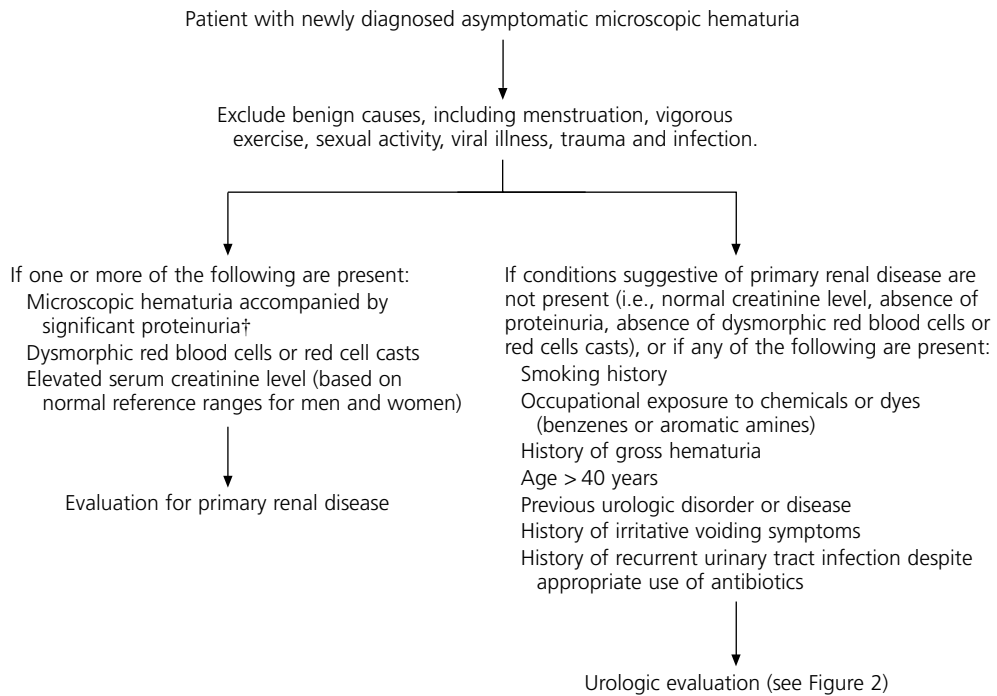 Patient with newly diagnosed asymptomatic microscopic hematuria
Exclude benign causes, including menstruation, vigorous
exercise, sexual activity, viral illness, trauma and infection.
If one or more of the following are present:
Microscopic hematuria accompanied by
significant proteinuria†
Dysmorphic red blood cells or red cell casts
Elevated serum creatinine level (based on
normal reference ranges for men and women)
Evaluation for primary renal disease
If conditions suggestive of primary renal disease are
not present (i.e., normal creatinine level, absence of
proteinuria, absence of dysmorphic red blood cells or
red cells casts), or if any of the following are present:
Smoking history
Occupational exposure to chemicals or dyes
(benzenes or aromatic amines)
History of gross hematuria
Age > 40 years
Previous urologic disorder or disease
History of irritative voiding symptoms
History of recurrent urinary tract infection despite
appropriate use of antibiotics
Urologic evaluation (see Figure 2)